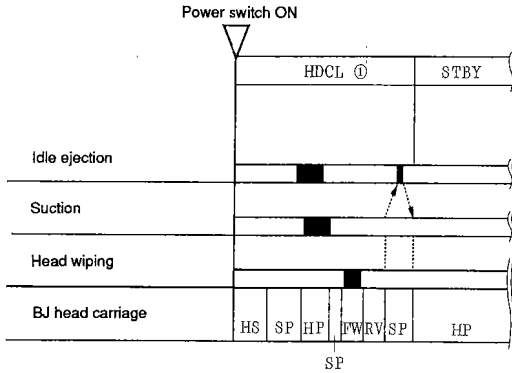 Power switch ON
HDCL ① STBY
Idle ejection
Suction
Head wiping
BJ head carriage
HS SP HP FW RV SP HP
SP